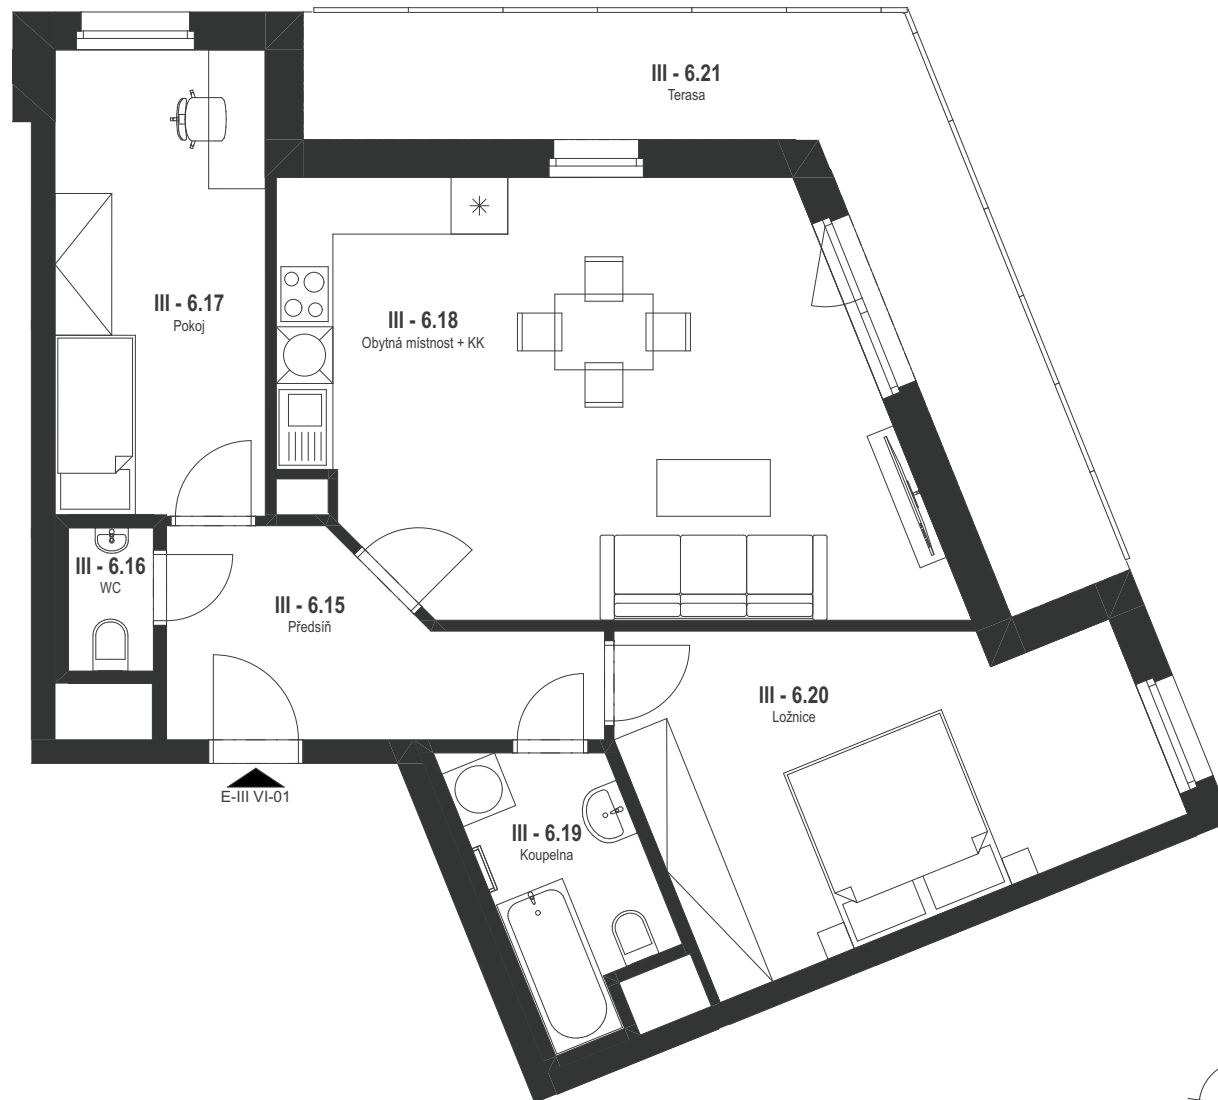 III - 6.21
Terasa
III - 6.17
Pokoj
III - 6.18
Obytná místnost + KK
III - 6.16
WC
III - 6.15
Předsíň
III - 6.20
Ložnice
E-III VI-01
III - 6.19
Koupelna